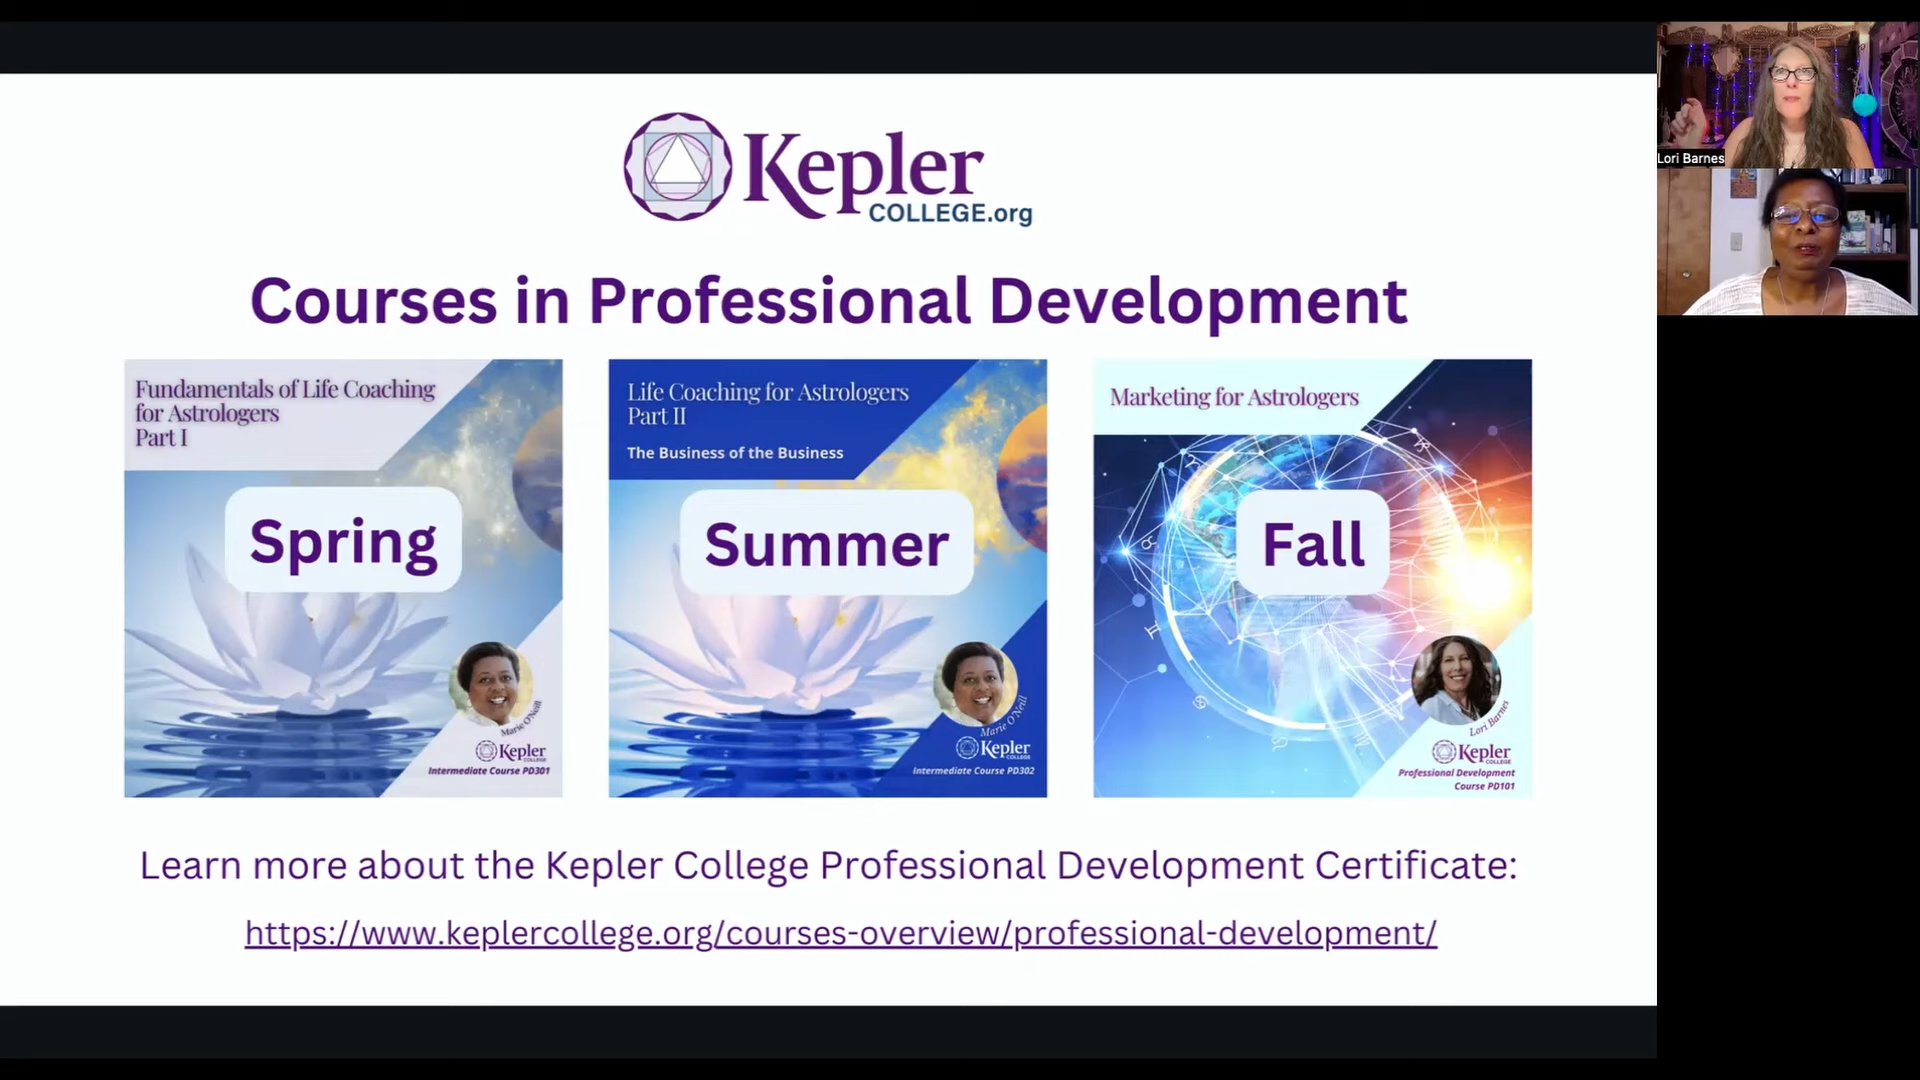 Kepler
COLLEGE.org
Courses in Professional Development
Fundamentals of Life Coaching
for Astrologers
Part I
Spring
Marie O'Neill
Kepler
COLLEGE
Intermediate Course PD301
Life Coaching for Astrologers
Part II
The Business of the Business
Summer
Marie O'Neill
Kepler
COLLEGE
Intermediate Course PD302
Marketing for Astrologers
Fall
Lori Barnes
Kepler
COLLEGE
Professional Development
Course PD101
Learn more about the Kepler College Professional Development Certificate:
https://www.keplercollege.org/courses-overview/professional-development/
Lori Barnes